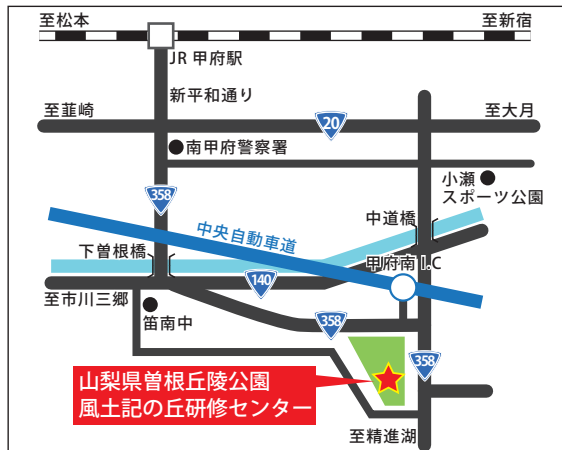 至松本
至新宿
JR 甲府駅
新平和通り
至韮崎
20
至大月
南甲府警察署
小瀬
スポーツ公園
358
中道橋
中央自動車道
下曽根橋
甲府南 I.C
140
至市川三郷
笛南中
358
358
山梨県曽根丘陵公園
風土記の丘研修センター
至精進湖